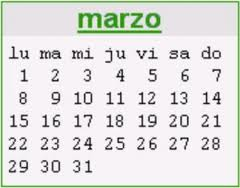 marzo
lu ma mi ju vi sa do
1 2 3 4 5 6 7
8 9 10 11 12 13 14
15 16 17 18 19 20 21
22 23 24 25 26 27 28
29 30 31